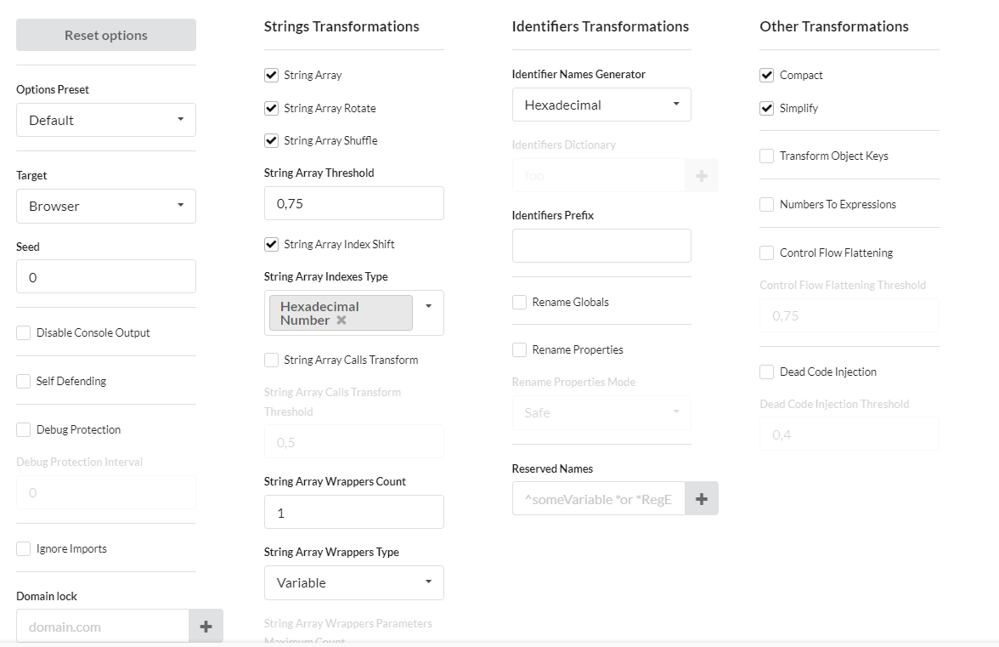 Reset options
Options Preset
Default
Target
Browser
Seed
0
Disable Console Output
Self Defending
Debug Protection
Debug Protection Interval
0
Ignore Imports
Domain lock
domain.com
Strings Transformations
String Array
String Array Rotate
String Array Shuffle
String Array Threshold
0,75
String Array Index Shift
String Array Indexes Type
Hexadecimal
Number
String Array Calls Transform
String Array Calls Transform
Threshold
0,5
String Array Wrappers Count
1
String Array Wrappers Type
Variable
String Array Wrappers Parameters
Maximum Count
Identifiers Transformations
Identifier Names Generator
Hexadecimal
Identifiers Dictionary
foo
Identifiers Prefix
Rename Globals
Rename Properties
Rename Properties Mode
Safe
Reserved Names
^someVariable *or *RegE
Other Transformations
Compact
Simplify
Transform Object Keys
Numbers To Expressions
Control Flow Flattening
Control Flow Flattening Threshold
0,75
Dead Code Injection
Dead Code Injection Threshold
0,4